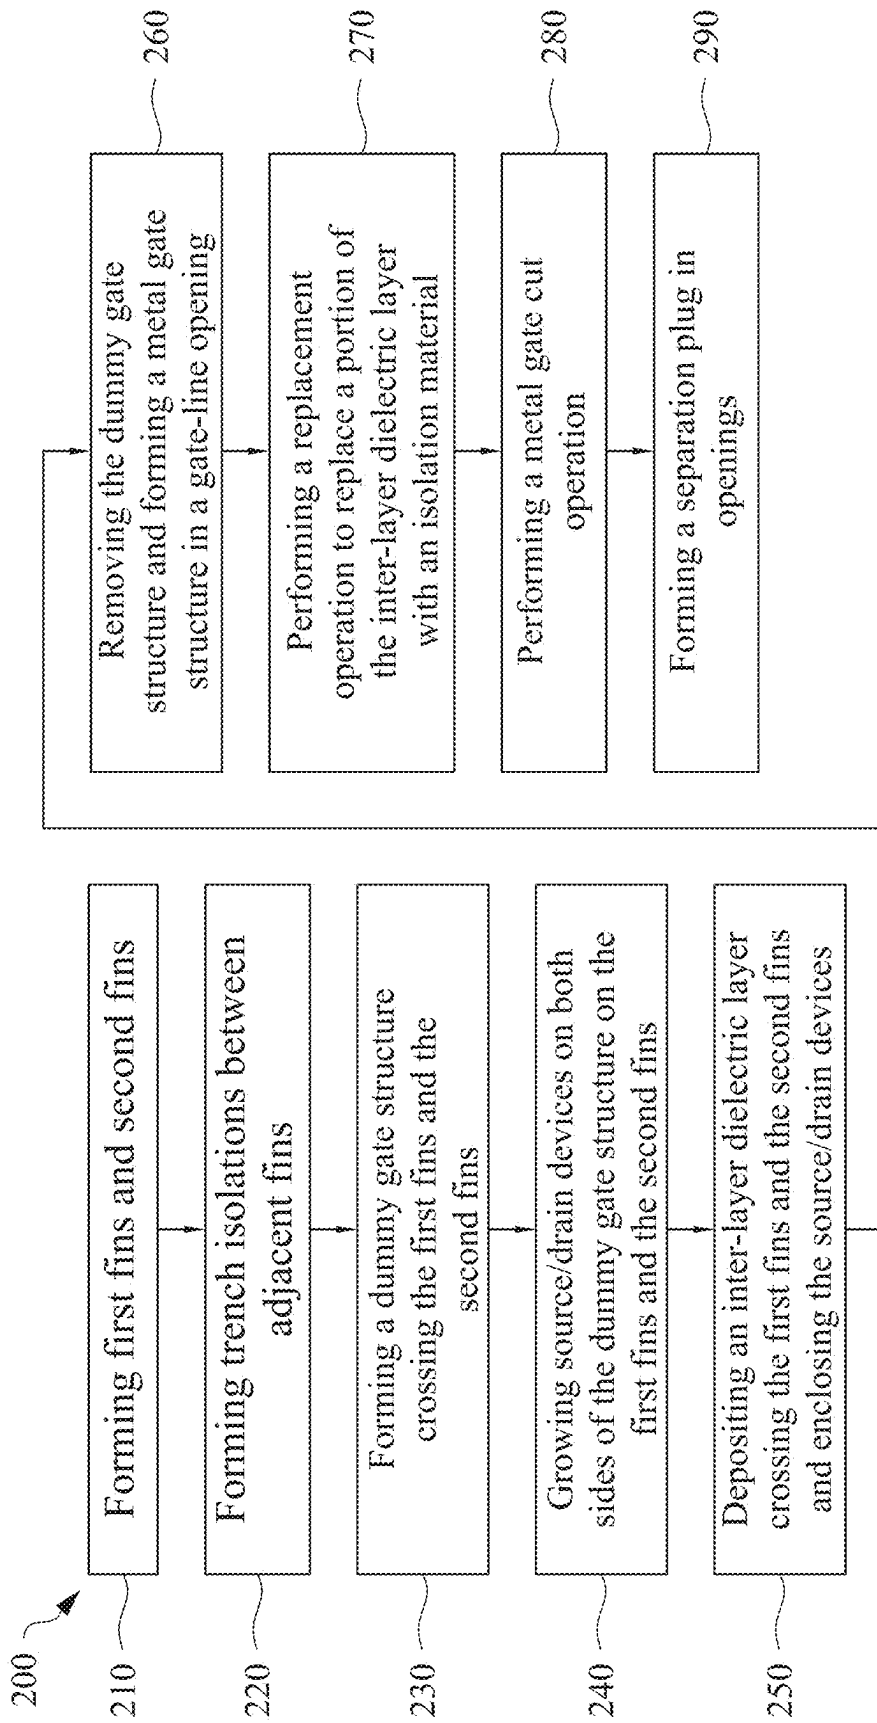 200
210
Forming first fins and second fins
220
Forming trench isolations between
adjacent fins
230
Forming a dummy gate structure
crossing the first fins and the
second fins
240
Growing source/drain devices on both
sides of the dummy gate structure on the
first fins and the second fins
250
Depositing an inter-layer dielectric layer
crossing the first fins and the second fins
and enclosing the source/drain devices
260
Removing the dummy gate
structure and forming a metal gate
structure in a gate-line opening
270
Performing a replacement
operation to replace a portion of
the inter-layer dielectric layer
with an isolation material
280
Performing a metal gate cut
operation
290
Forming a separation plug in
openings